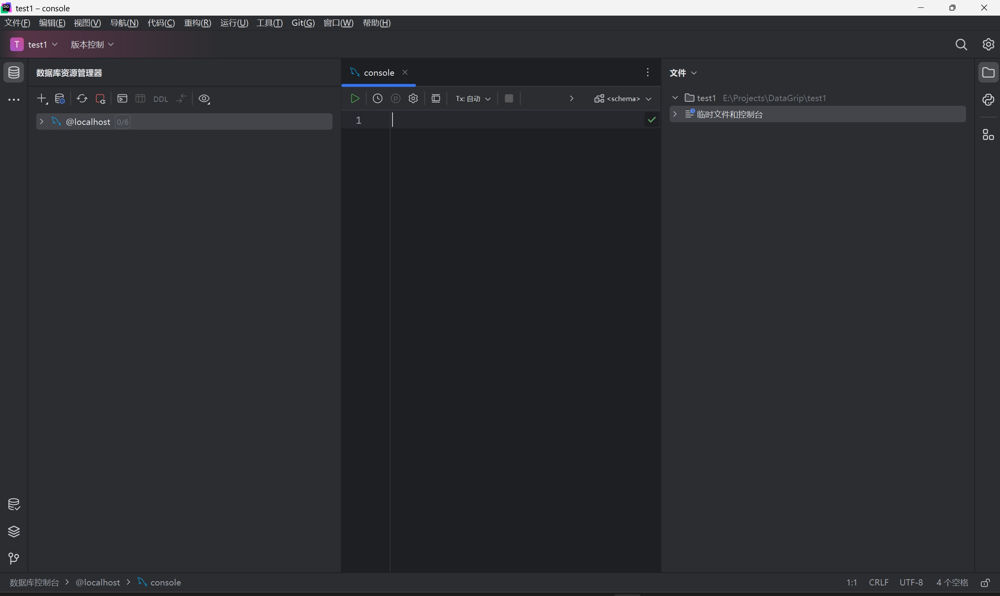 test1 – console
文件(F) 编辑(E) 视图(V) 导航(N) 代码(C) 重构(R) 运行(U) 工具(T) Git(G) 窗口(W) 帮助(H)
T test1 版本控制
数据库资源管理器
console
文件
DDL
Tx: 自动
<schema>
test1 E:\Projects\DataGrip\test1
临时文件和控制台
@localhost 0/6
1
数据库控制台 > @localhost > console
1:1 CRLF UTF-8 4 个空格